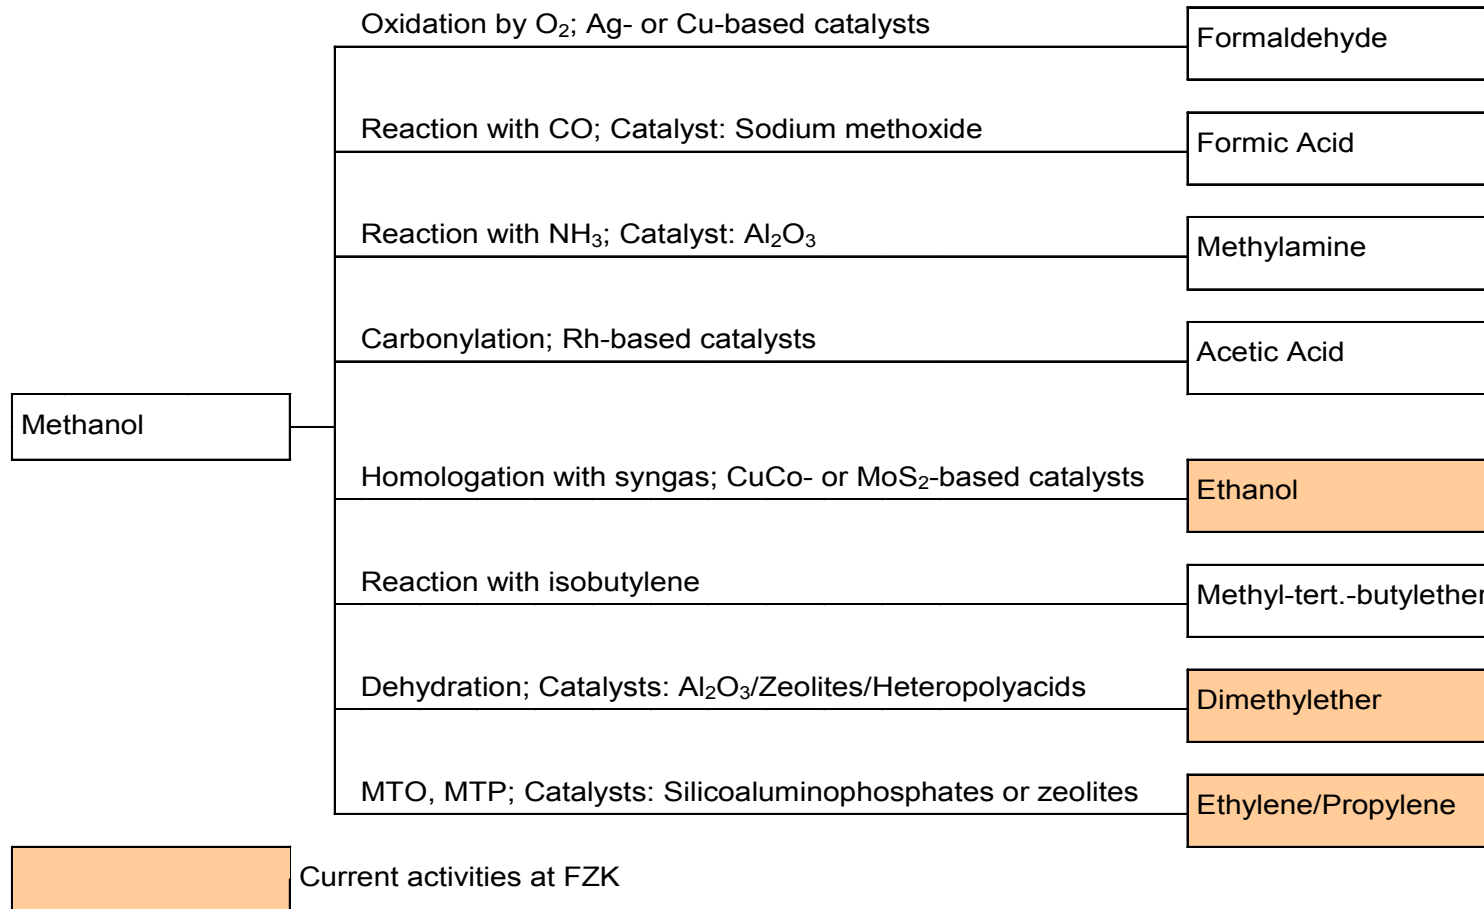 Oxidation by O₂; Ag- or Cu-based catalysts
Formaldehyde
Reaction with CO; Catalyst: Sodium methoxide
Formic Acid
Reaction with NH₃; Catalyst: Al₂O₃
Methylamine
Carbonylation; Rh-based catalysts
Acetic Acid
Methanol
Homologation with syngas; CuCo- or MoS₂-based catalysts
Ethanol
Reaction with isobutylene
Methyl-tert.-butylether
Dehydration; Catalysts: Al₂O₃/Zeolites/Heteropolyacids
Dimethylether
MTO, MTP; Catalysts: Silicoaluminophosphates or zeolites
Ethylene/Propylene
Current activities at FZK